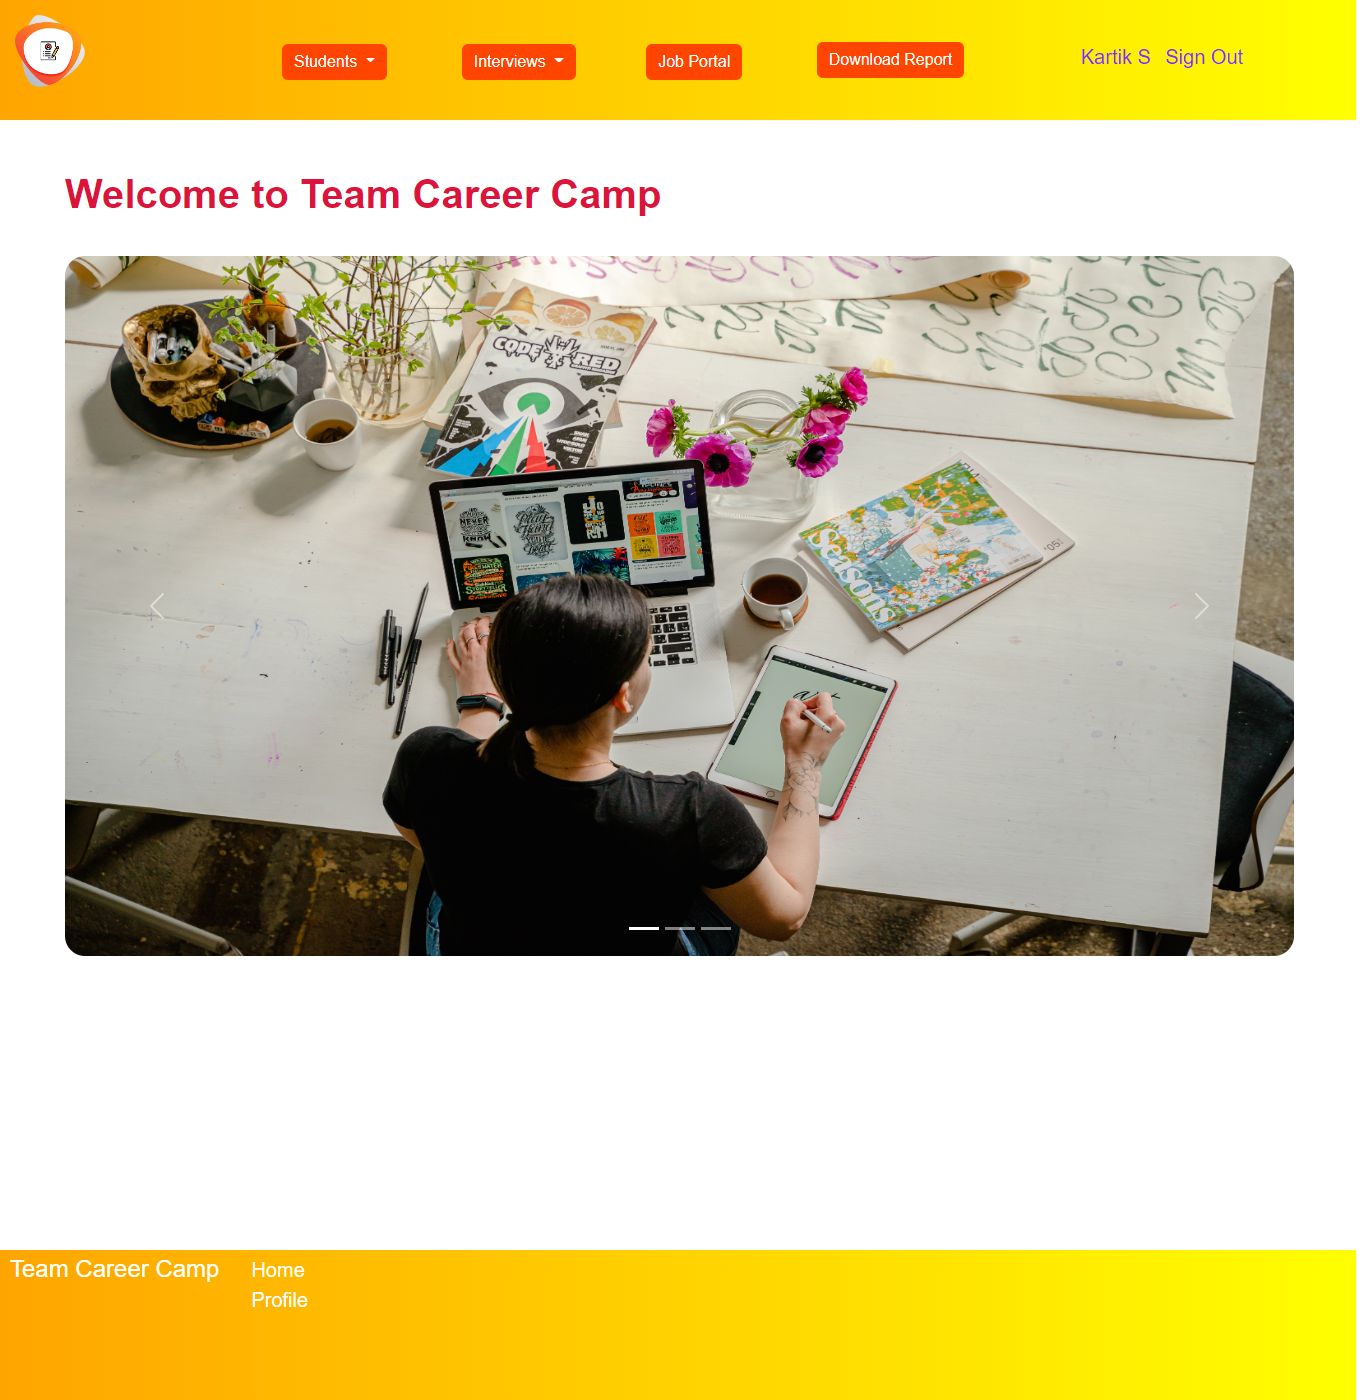 Students
Interviews
Job Portal
Download Report
Kartik S
Sign Out
Welcome to Team Career Camp
CODE RED
Seasons
Team Career Camp
Home
Profile